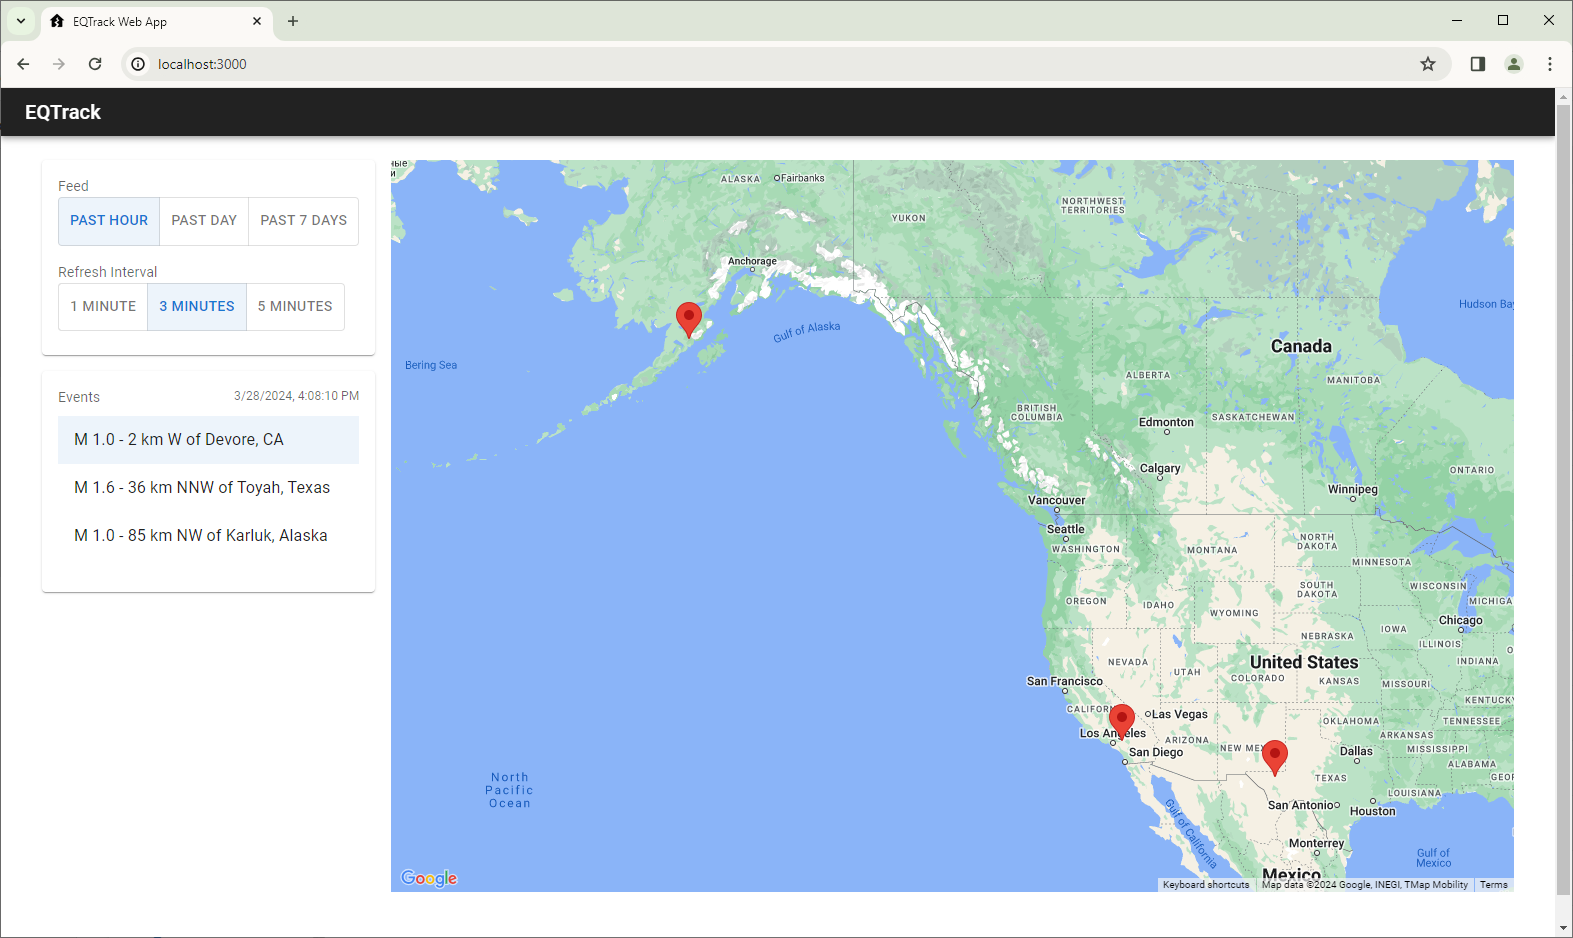 EQTrack Web App
localhost:3000
EQTrack
Feed
PAST HOUR PAST DAY PAST 7 DAYS
Refresh Interval
1 MINUTE 3 MINUTES 5 MINUTES
Events 3/28/2024, 4:08:10 PM
M 1.0 - 2 km W of Devore, CA
M 1.6 - 36 km NNW of Toyah, Texas
M 1.0 - 85 km NW of Karluk, Alaska
ALASKA
Fairbanks
YUKON
NORTHWEST
TERRITORIES
Anchorage
Gulf of Alaska
Hudson Bay
Bering Sea
Canada
ALBERTA
MANITOBA
BRITISH
COLUMBIA
Edmonton
SASKATCHEWAN
Calgary
ONTARIO
Winnipeg
Vancouver
Seattle
WASHINGTON
MONTANA
NORTH
DAKOTA
MINNESOTA
SOUTH
DAKOTA
WISCONSIN
OREGON
IDAHO
WYOMING
MICHIGA
Chicago
IOWA
NEBRASKA
ILLINOIS
INDIANA
NEVADA
United States
UTAH
COLORADO
KANSAS
MISSOURI
San Francisco
KENTUCKY
CALIFORN
Las Vegas
OKLAHOMA
TENNESSEE
Los Angeles
ARIZONA
NEW MEX
ARKANSAS
MISSISSIPPI
San Diego
Dallas
ALABAMA
TEXAS
GEOR
LOUISIANA
San Antonio
Houston
North
Pacific
Ocean
Gulf of California
Monterrey
Gulf of
Mexico
Mexico
Google
Keyboard shortcuts Map data ©2024 Google, INEGI, TMap Mobility Terms